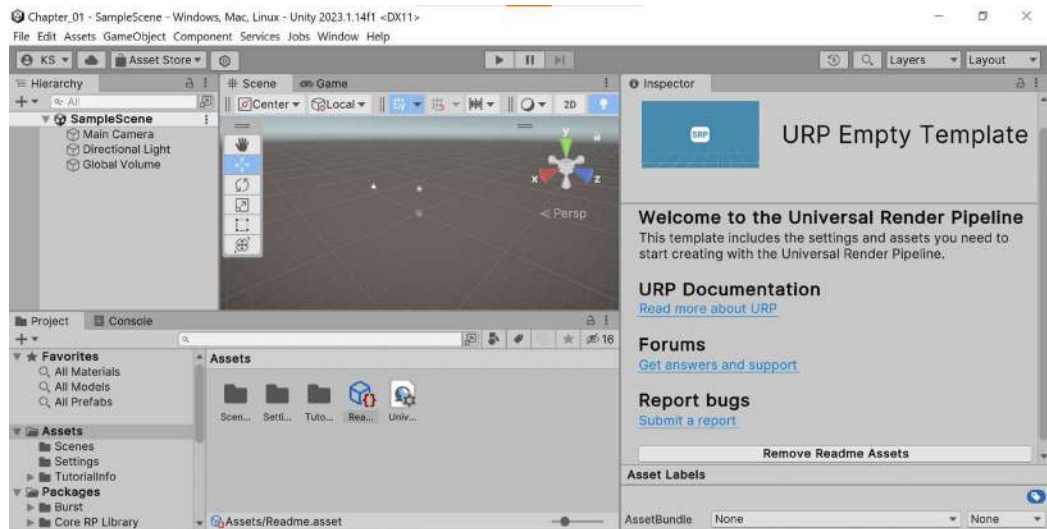 Chapter_01 - SampleScene - Windows, Mac, Linux - Unity 2023.1.14f1 <DX11>
File Edit Assets GameObject Component Services Jobs Window Help
KS Asset Store Layers Layout
Hierarchy
All
SampleScene
Main Camera
Directional Light
Global Volume
Scene Game
Center Local 2D
y
x
z
< Persp
Inspector
SRP
URP Empty Template
Welcome to the Universal Render Pipeline
This template includes the settings and assets you need to
start creating with the Universal Render Pipeline.
URP Documentation
Read more about URP
Forums
Get answers and support
Report bugs
Submit a report
Remove Readme Assets
Asset Labels
AssetBundle None None
Project Console
16
Favorites
All Materials
All Models
All Prefabs
Assets
Scenes
Settings
TutorialInfo
Packages
Burst
Core RP Library
Assets
Scen... Setti... Tuto... Rea... Univ...
Assets/Readme.asset